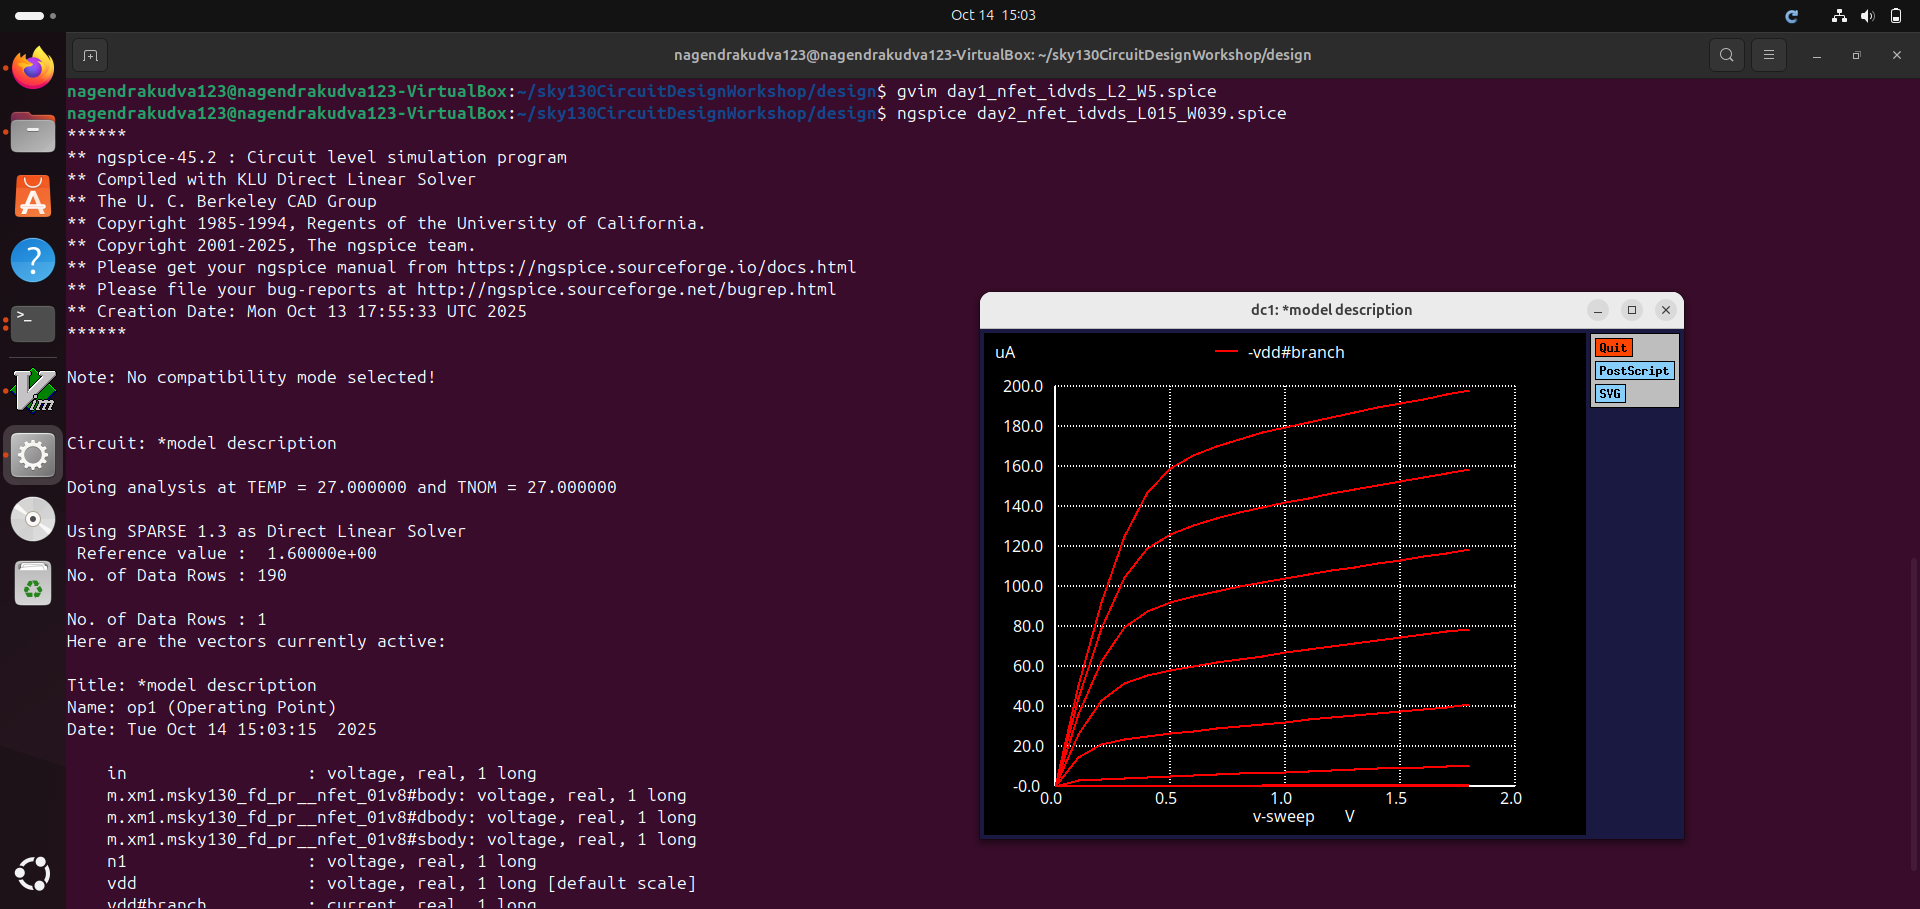 Oct 14 15:03
nagendrakudva123@nagendrakudva123-VirtualBox: ~/sky130CircuitDesignWorkshop/design
nagendrakudva123@nagendrakudva123-VirtualBox:~/sky130CircuitDesignWorkshop/design$ gvim day1_nfet_idvds_L2_W5.spice
nagendrakudva123@nagendrakudva123-VirtualBox:~/sky130CircuitDesignWorkshop/design$ ngspice day2_nfet_idvds_L015_W039.spice
******
** ngspice-45.2 : Circuit level simulation program
** Compiled with KLU Direct Linear Solver
** The U. C. Berkeley CAD Group
** Copyright 1985-1994, Regents of the University of California.
** Copyright 2001-2025, The ngspice team.
** Please get your ngspice manual from https://ngspice.sourceforge.io/docs.html
** Please file your bug-reports at http://ngspice.sourceforge.net/bugrep.html
** Creation Date: Mon Oct 13 17:55:33 UTC 2025
******
Note: No compatibility mode selected!
Circuit: *model description
Doing analysis at TEMP = 27.000000 and TNOM = 27.000000
Using SPARSE 1.3 as Direct Linear Solver
Reference value :  1.60000e+00
No. of Data Rows : 190
No. of Data Rows : 1
Here are the vectors currently active:
Title: *model description
Name: op1 (Operating Point)
Date: Tue Oct 14 15:03:15  2025
in                  : voltage, real, 1 long
m.xm1.msky130_fd_pr__nfet_01v8#body: voltage, real, 1 long
m.xm1.msky130_fd_pr__nfet_01v8#dbody: voltage, real, 1 long
m.xm1.msky130_fd_pr__nfet_01v8#sbody: voltage, real, 1 long
n1                  : voltage, real, 1 long
vdd                 : voltage, real, 1 long [default scale]
vdd#branch          : current, real, 1 long
dc1: *model description
uA
-vdd#branch
Quit
PostScript
SVG
200.0
180.0
160.0
140.0
120.0
100.0
80.0
60.0
40.0
20.0
-0.0
0.0 0.5 1.0 1.5 2.0
v-sweep V